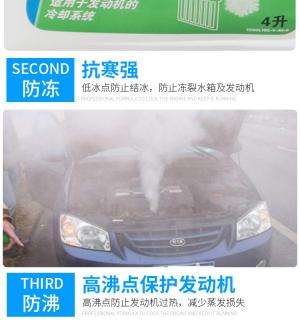 适用于发动机的
冷却系统
4升
SECOND
防冻
抗寒强
低冰点防止结冰，防止冻裂水箱及发动机
PROFESSIONAL FORMULA TO COOL THE ENGINE AND KEEP IT RUNNING
KIA
THIRD
防沸
高沸点保护发动机
高沸点防止发动机过热，减少蒸发损失
PROFESSIONAL FORMULA TO COOL THE ENGINE AND KEEP IT RUNNING